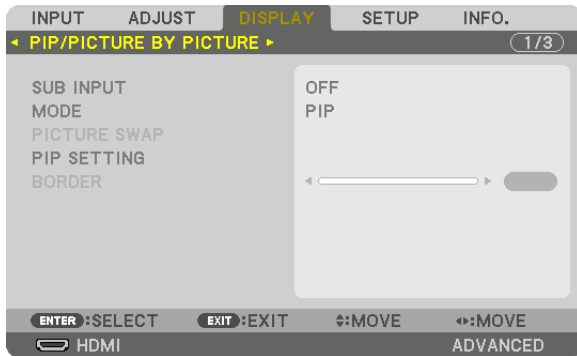 INPUT ADJUST DISPLAY SETUP INFO.
PIP/PICTURE BY PICTURE 1/3
SUB INPUT OFF
MODE PIP
PICTURE SWAP
PIP SETTING
BORDER
ENTER:SELECT EXIT:EXIT :MOVE :MOVE
HDMI ADVANCED